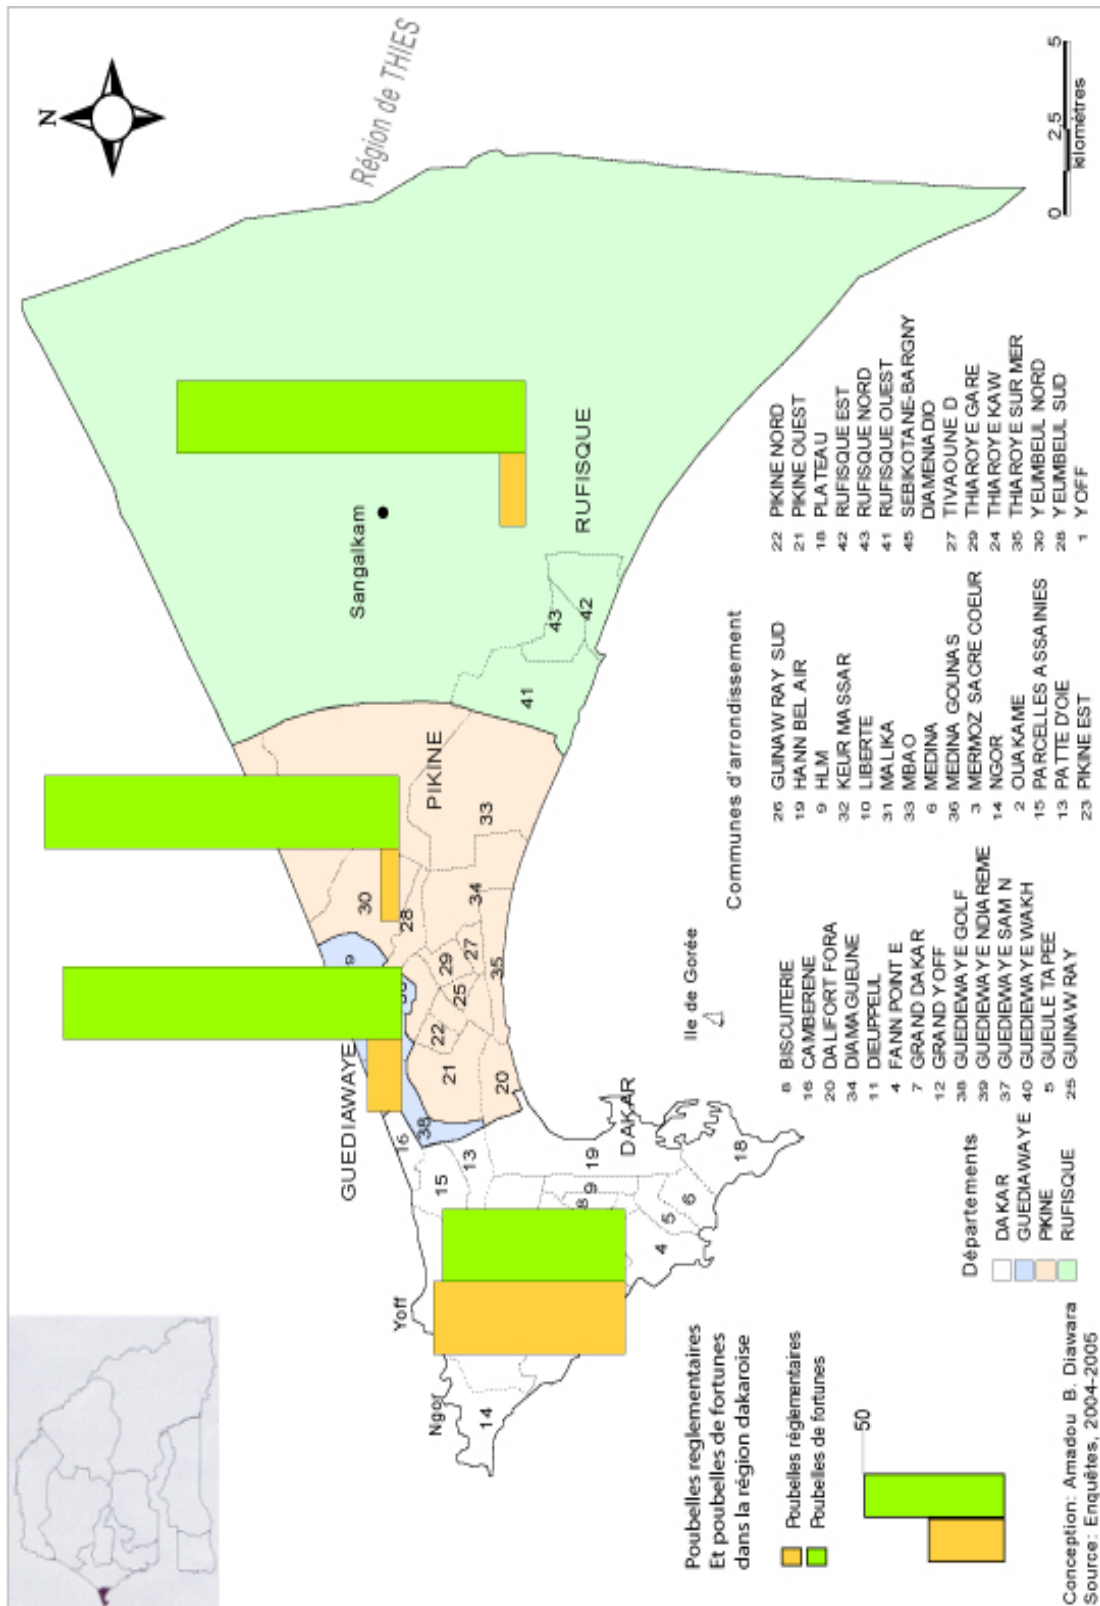 N
Région de THIES
Sangalkam
RUFISQUE
43
42
41
PIKINE
33
30
28
34
27
29
25
35
22
21
20
GUEDIAWAYE
38
16
15
13
Yoff
Ngor
14
19
DAKAR
9
8
5
6
4
18
Ile de Gorée
0 2,5 5
kilomètres
Poubelles reglementaires
Et poubelles de fortunes
dans la région dakaroise
Poubelles réglementaires
Poubelles de fortunes
50
Départements
DAKAR
GUEDIAWAYE
PIKINE
RUFISQUE
Communes d'arrondissement
8 BISCUITERIE
16 CAMBERENE
20 DALIFORT FORA
34 DIAMAGUEUNE
11 DIEUPPEUL
4 FANN POINT E
7 GRAND DAKAR
12 GRAND YOFF
38 GUEDIEWAYE GOLF
39 GUEDIEWAYE NDIAREME
37 GUEDIEWAYE SAM N
40 GUEDIEWAYE WAKH
5 GUEULE TAPEE
25 GUINAW RAY
26 GUINAW RAY SUD
19 HANN BEL AIR
9 HLM
32 KEUR MASSAR
10 LIBERTE
31 MALIKA
33 MBAO
6 MEDINA
36 MEDINA GOUNAS
3 MERMOZ SACRE COEUR
14 NGOR
2 OUAKAME
15 PARCELLES ASSAINIES
13 PATTE D'OIE
23 PIKINE EST
22 PIKINE NORD
21 PIKINE OUEST
18 PLATEAU
42 RUFISQUE EST
43 RUFISQUE NORD
41 RUFISQUE OUEST
45 SEBIKOTANE-BARGNY
DIAMENIADIO
27 TIVAOUNE D
29 THIAROYE GARE
24 THIAROYE KAW
35 THIAROYE SUR MER
30 YEUMBEUL NORD
28 YEUMBEUL SUD
1 YOFF
Conception: Amadou B. Diawara
Source: Enquêtes, 2004-2005